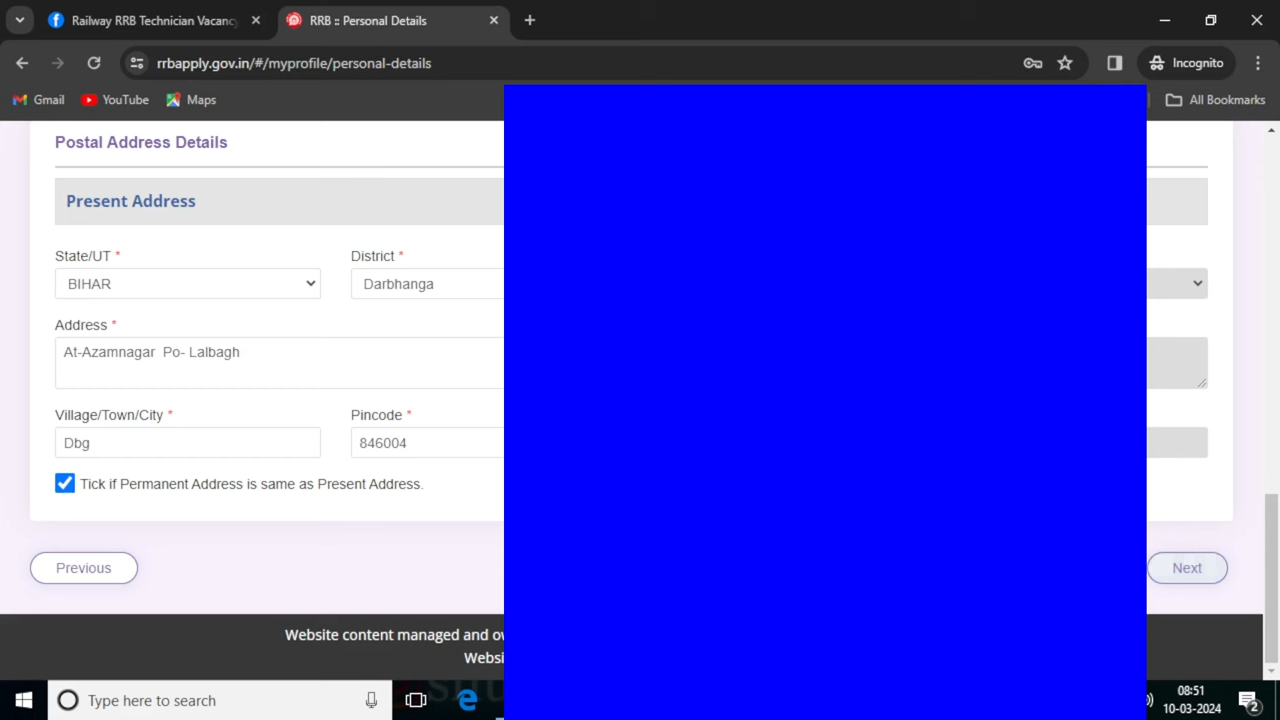 Railway RRB Technician Vacancy
RRB :: Personal Details
rrbapply.gov.in/#/myprofile/personal-details
Incognito
Gmail YouTube Maps
All Bookmarks
Postal Address Details
Present Address
State/UT * District *
BIHAR Darbhanga
Address *
At-Azamnagar Po- Lalbagh
Village/Town/City * Pincode *
Dbg 846004
Tick if Permanent Address is same as Present Address.
Previous Next
Website content managed and
Type here to search
08:51
10-03-2024
2